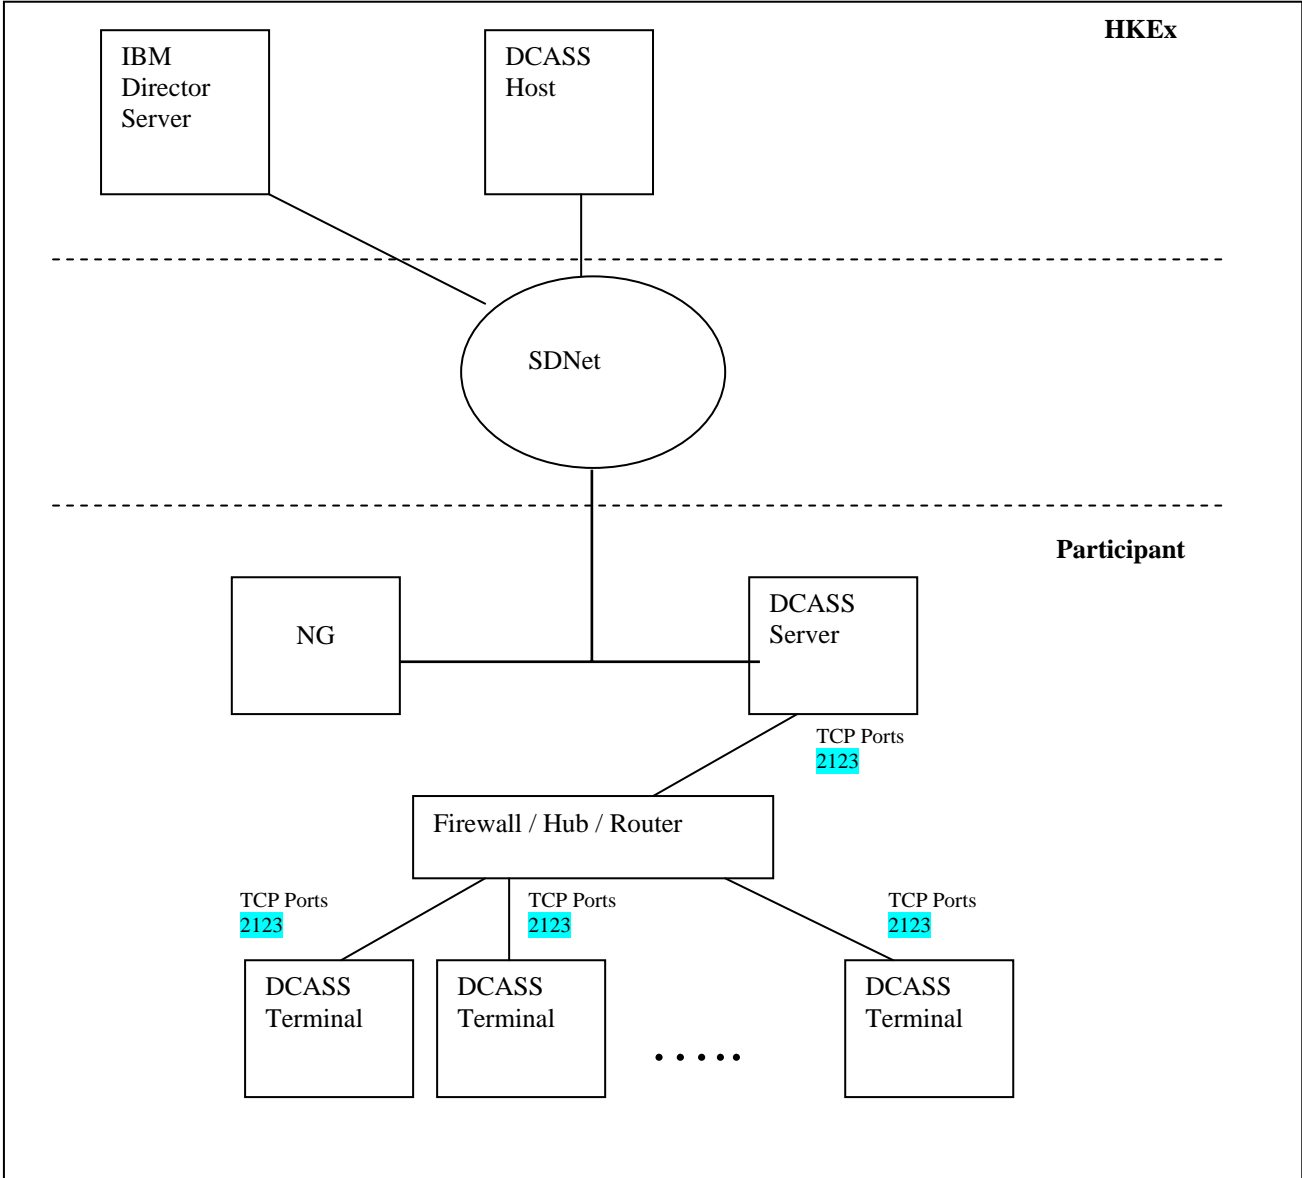 HKEx
IBM
Director
Server
DCASS
Host
SDNet
Participant
NG
DCASS
Server
TCP Ports
2123
Firewall / Hub / Router
TCP Ports
2123
TCP Ports
2123
TCP Ports
2123
DCASS
Terminal
DCASS
Terminal
.....
DCASS
Terminal